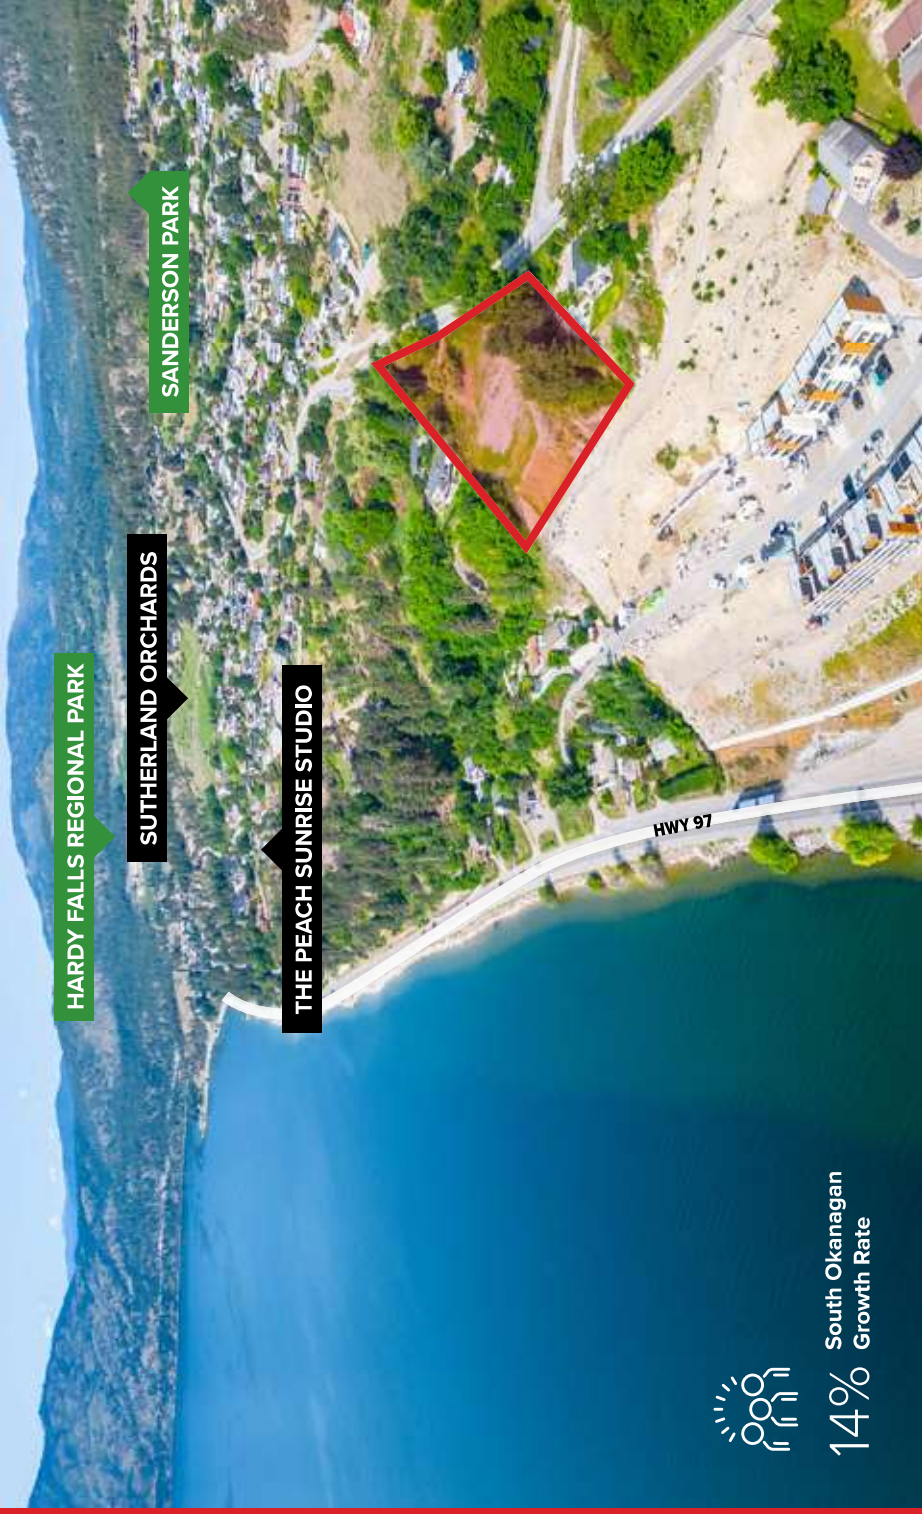 HARDY FALLS REGIONAL PARK
SUTHERLAND ORCHARDS
SANDERSON PARK
THE PEACH SUNRISE STUDIO
HWY 97
14%
South Okanagan
Growth Rate